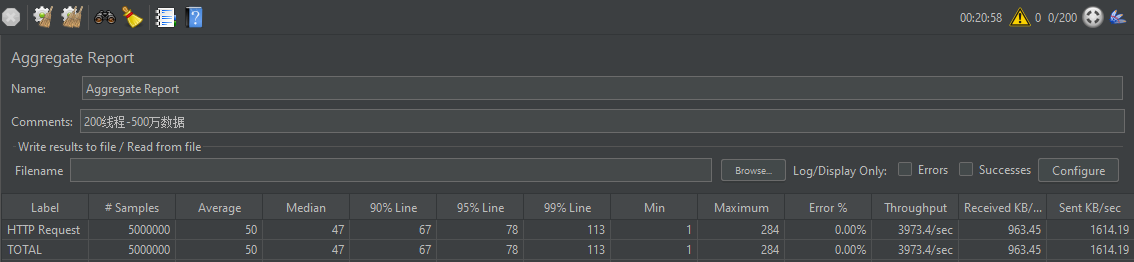 00:20:58 0 0/200
Aggregate Report
Name: Aggregate Report
Comments: 200线程-500万数据
Write results to file / Read from file
Filename Browse... Log/Display Only: Errors Successes Configure
Label # Samples Average Median 90% Line 95% Line 99% Line Min Maximum Error % Throughput Received KB/... Sent KB/sec
HTTP Request 5000000 50 47 67 78 113 1 284 0.00% 3973.4/sec 963.45 1614.19
TOTAL 5000000 50 47 67 78 113 1 284 0.00% 3973.4/sec 963.45 1614.19